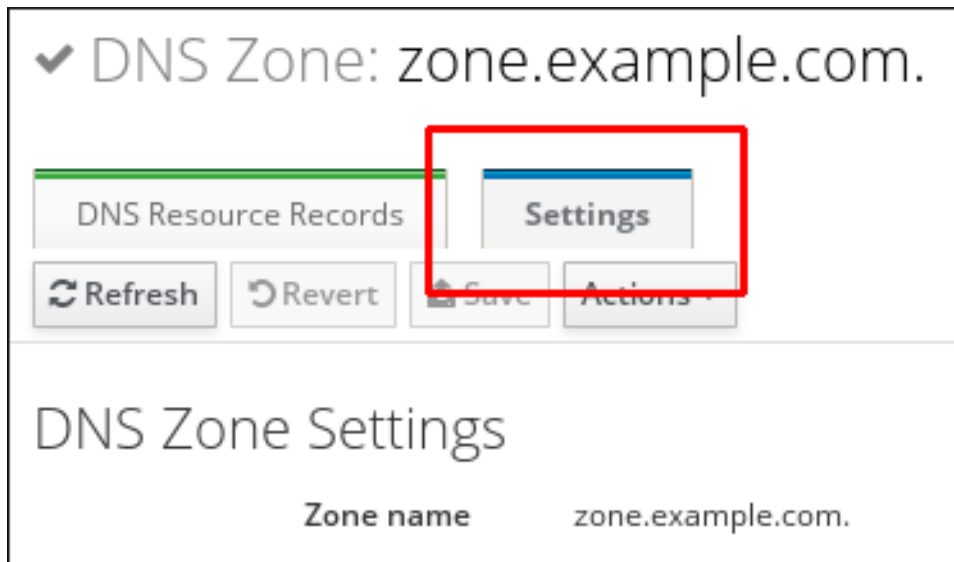 DNS Zone: zone.example.com.
DNS Resource Records Settings
Refresh Revert Save Actions
DNS Zone Settings
Zone name zone.example.com.